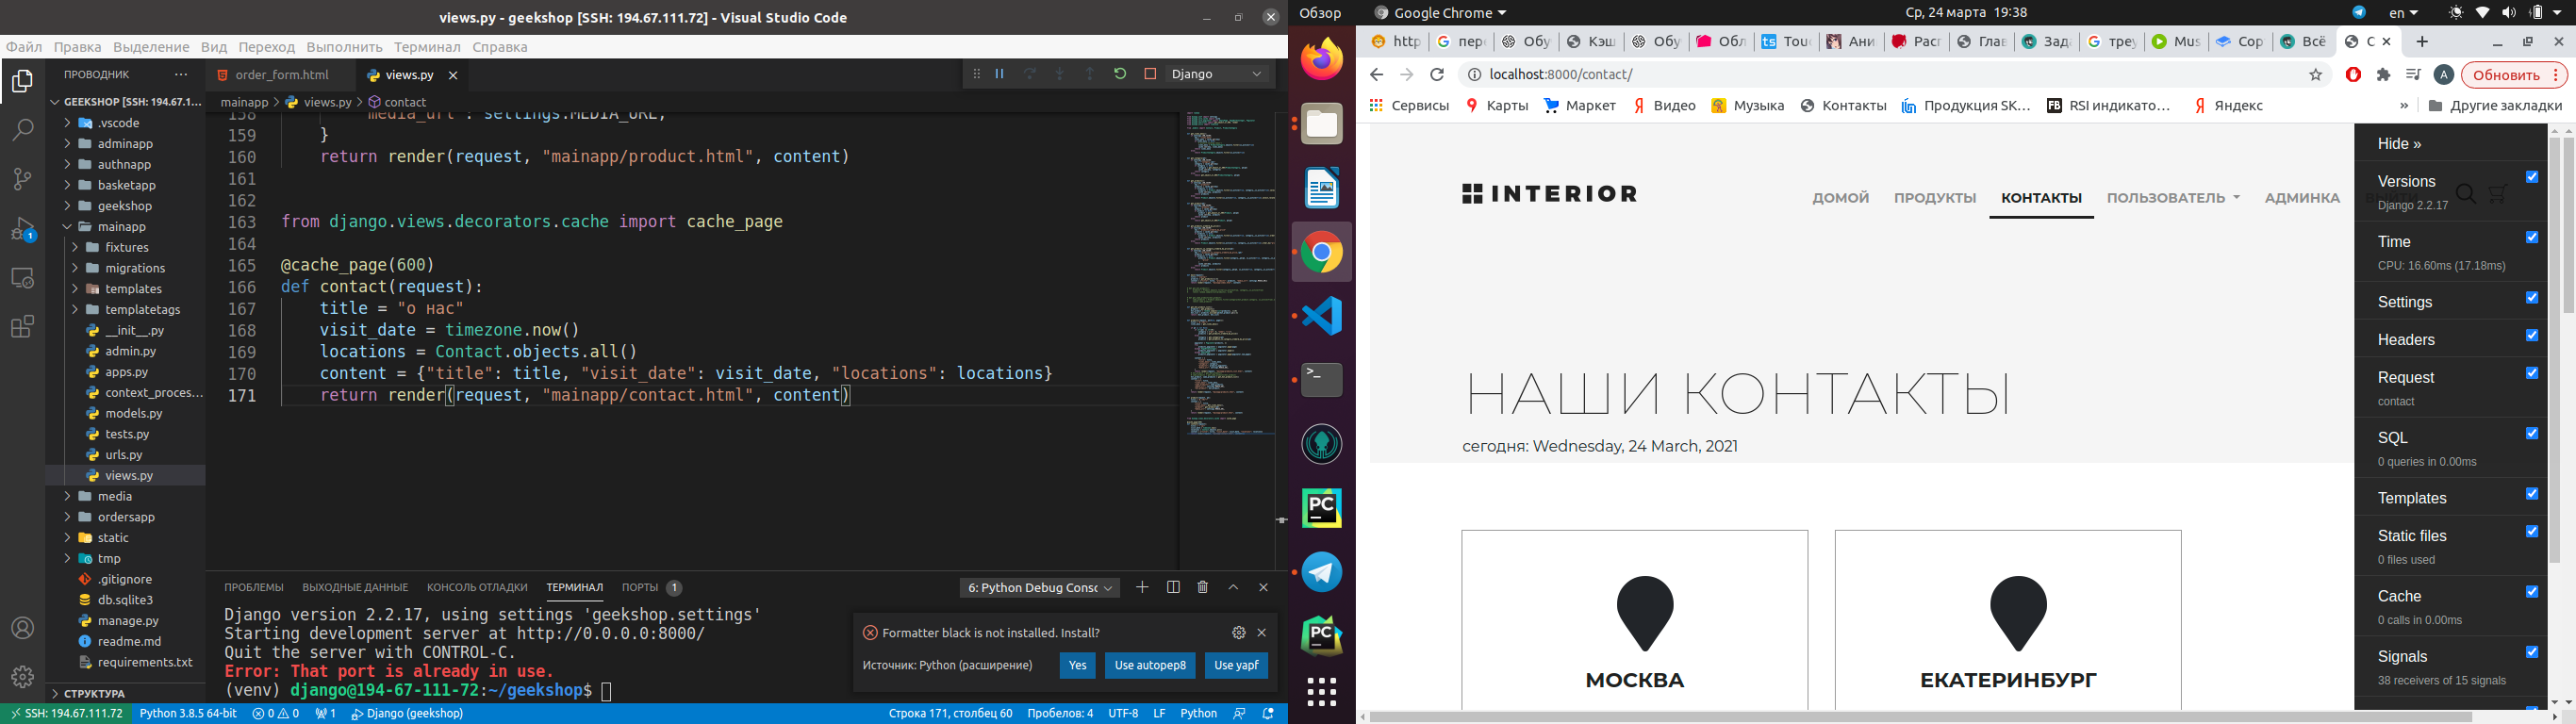 views.py - geekshop [SSH: 194.67.111.72] - Visual Studio Code
Файл Правка Выделение Вид Переход Выполнить Терминал Справка
ПРОВОДНИК
GEEKSHOP [SSH: 194.67.1...
.vscode
adminapp
authnapp
basketapp
geekshop
mainapp
fixtures
migrations
templates
templatetags
__init__.py
admin.py
apps.py
context_proces...
models.py
tests.py
urls.py
views.py
media
ordersapp
static
tmp
.gitignore
db.sqlite3
manage.py
readme.md
requirements.txt
СТРУКТУРА
order_form.html
views.py
Django
mainapp > views.py > contact
158 "media_url": settings.MEDIA_URL,
159 }
160 return render(request, "mainapp/product.html", content)
161
162
163 from django.views.decorators.cache import cache_page
164
165 @cache_page(600)
166 def contact(request):
167 title = "о нас"
168 visit_date = timezone.now()
169 locations = Contact.objects.all()
170 content = {"title": title, "visit_date": visit_date, "locations": locations}
171 return render(request, "mainapp/contact.html", content)
ПРОБЛЕМЫ ВЫХОДНЫЕ ДАННЫЕ КОНСОЛЬ ОТЛАДКИ ТЕРМИНАЛ ПОРТЫ 1
6: Python Debug Consc
Django version 2.2.17, using settings 'geekshop.settings'
Starting development server at http://0.0.0.0:8000/
Quit the server with CONTROL-C.
Error: That port is already in use.
(venv) django@194-67-111-72:~/geekshop$
Formatter black is not installed. Install?
Источник: Python (расширение)
Yes
Use autopep8
Use yapf
SSH: 194.67.111.72 Python 3.8.5 64-bit 0 0 1 Django (geekshop)
Строка 171, столбец 60 Пробелов: 4 UTF-8 LF Python
Обзор Google Chrome Ср, 24 марта 19:38 en
http пере Обу Кэш Обу Обл Touc Ани Расп Глав Зада треу Mus Сорт Всё С
localhost:8000/contact/
Обновить
Сервисы Карты Маркет Видео Музыка Контакты Продукция SK... RSI индикато... Яндекс
Другие закладки
INTERIOR
ДОМОЙ ПРОДУКТЫ КОНТАКТЫ ПОЛЬЗОВАТЕЛЬ АДМИНКА
НАШИ КОНТАКТЫ
сегодня: Wednesday, 24 March, 2021
МОСКВА
ЕКАТЕРИНБУРГ
Hide »
Versions
Django 2.2.17
Time
CPU: 16.60ms (17.18ms)
Settings
Headers
Request
contact
SQL
0 queries in 0.00ms
Templates
Static files
0 files used
Cache
0 calls in 0.00ms
Signals
38 receivers of 15 signals